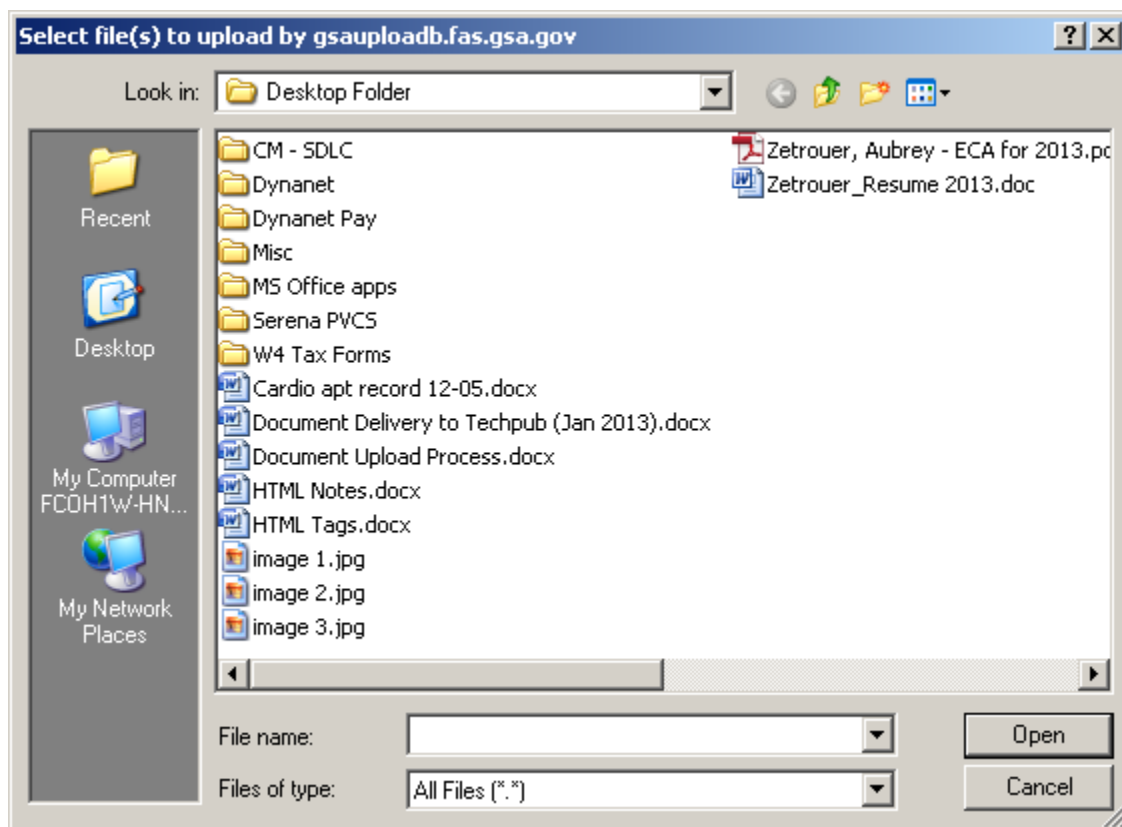 Select file(s) to upload by gsauploadb.fas.gsa.gov
Look in:
Desktop Folder
Recent
Desktop
My Computer
FCOH1W-HN...
My Network
Places
CM - SDLC
Dynanet
Dynanet Pay
Misc
MS Office apps
Serena PVCS
W4 Tax Forms
Cardio apt record 12-05.docx
Document Delivery to Techpub (Jan 2013).docx
Document Upload Process.docx
HTML Notes.docx
HTML Tags.docx
image 1.jpg
image 2.jpg
image 3.jpg
Zetrouer, Aubrey - ECA for 2013.pd
Zetrouer_Resume 2013.doc
File name:
Open
Files of type:
All Files (*.*)
Cancel